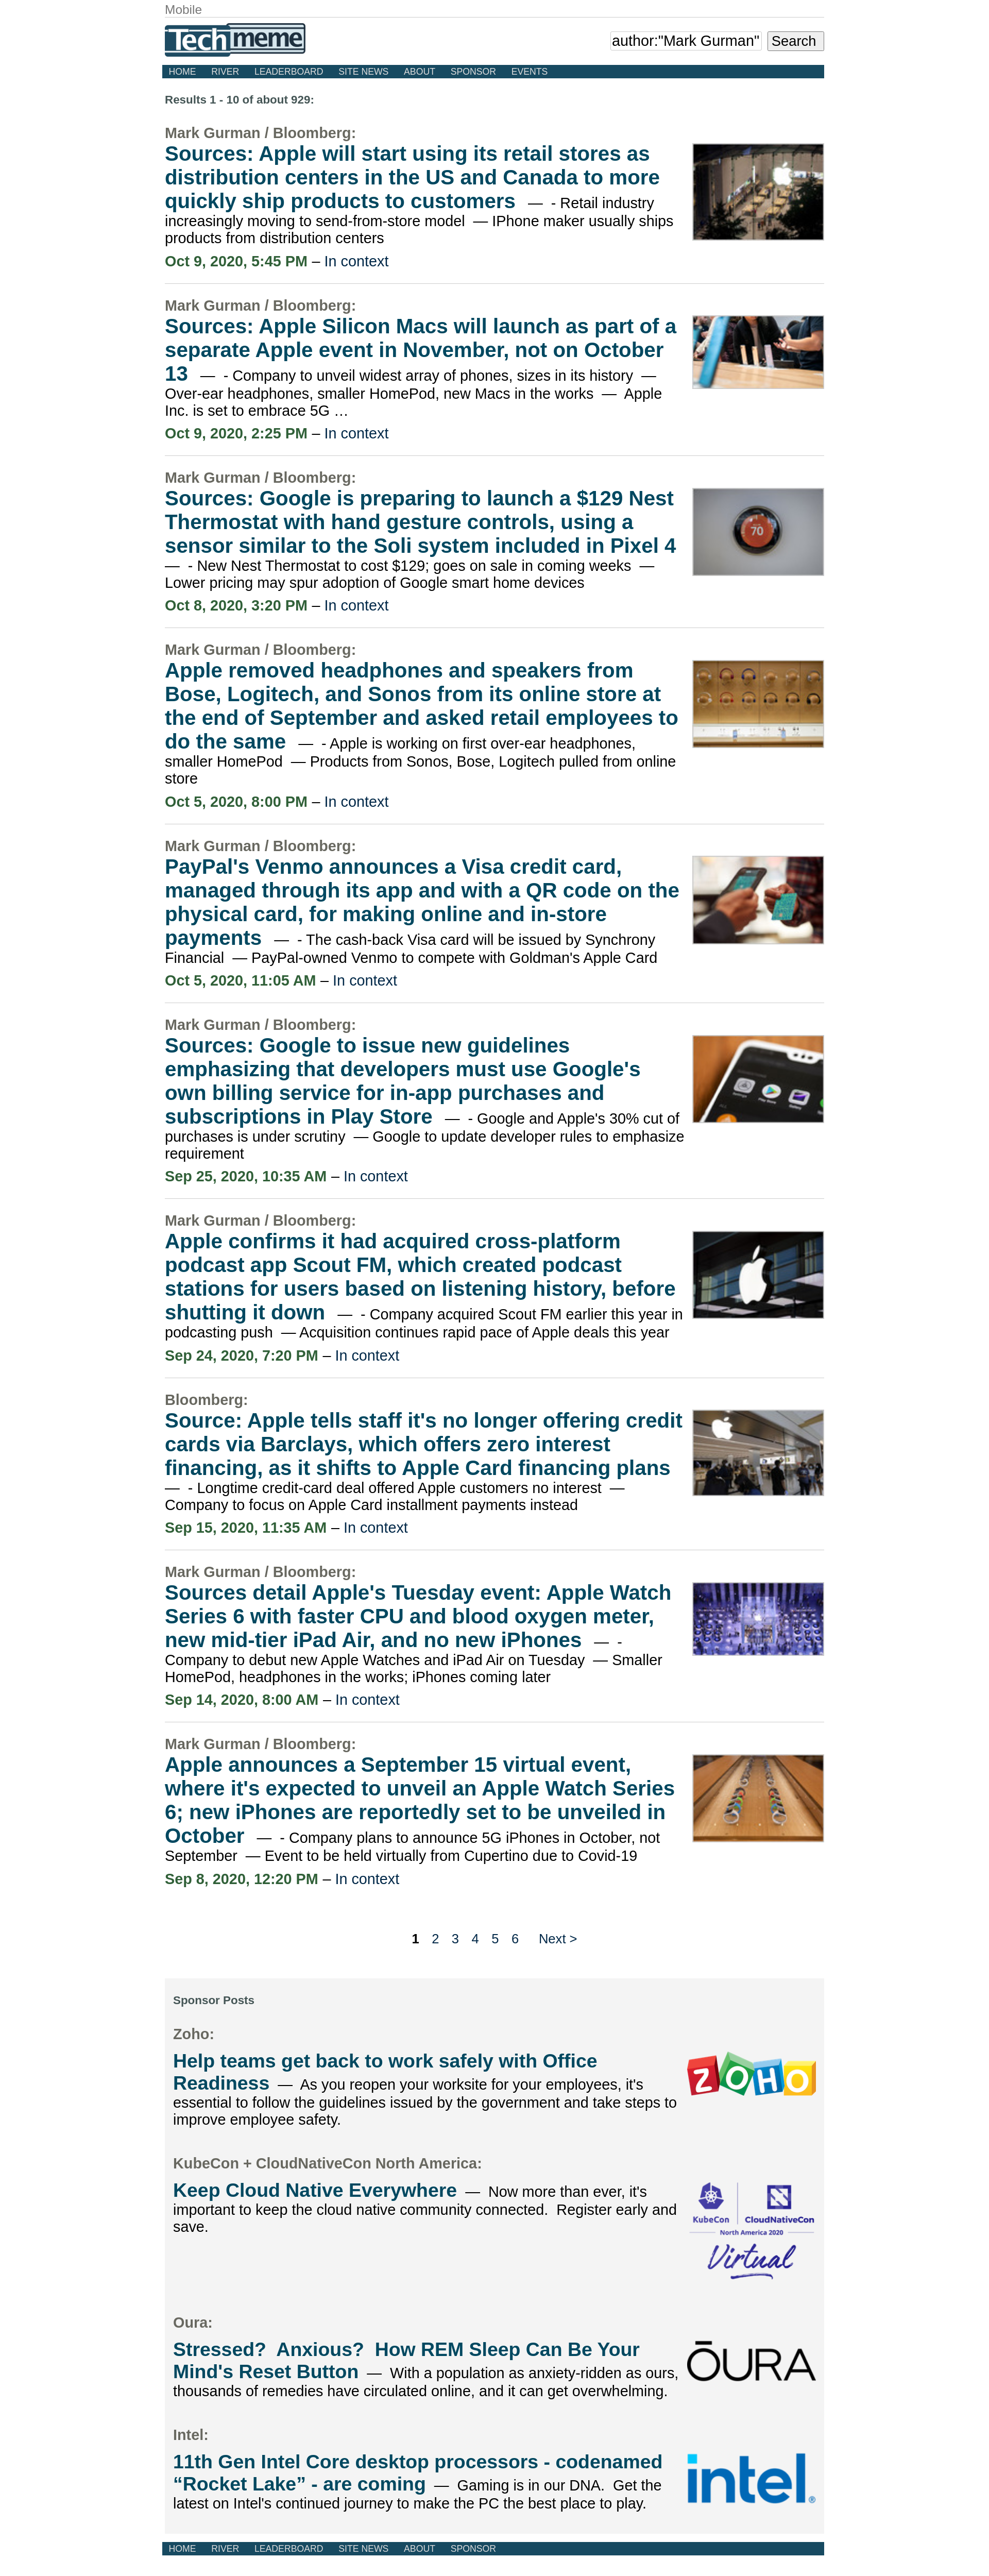 Mobile
Techmeme
author:"Mark Gurman" Search
HOME RIVER LEADERBOARD SITE NEWS ABOUT SPONSOR EVENTS
Results 1 - 10 of about 929:
Mark Gurman / Bloomberg:
Sources: Apple will start using its retail stores as
distribution centers in the US and Canada to more
quickly ship products to customers — - Retail industry
increasingly moving to send-from-store model — IPhone maker usually ships
products from distribution centers
Oct 9, 2020, 5:45 PM – In context
Mark Gurman / Bloomberg:
Sources: Apple Silicon Macs will launch as part of a
separate Apple event in November, not on October
13 — - Company to unveil widest array of phones, sizes in its history —
Over-ear headphones, smaller HomePod, new Macs in the works — Apple
Inc. is set to embrace 5G …
Oct 9, 2020, 2:25 PM – In context
Mark Gurman / Bloomberg:
Sources: Google is preparing to launch a $129 Nest
Thermostat with hand gesture controls, using a
sensor similar to the Soli system included in Pixel 4
— - New Nest Thermostat to cost $129; goes on sale in coming weeks —
Lower pricing may spur adoption of Google smart home devices
70
Oct 8, 2020, 3:20 PM – In context
Mark Gurman / Bloomberg:
Apple removed headphones and speakers from
Bose, Logitech, and Sonos from its online store at
the end of September and asked retail employees to
do the same — - Apple is working on first over-ear headphones,
smaller HomePod — Products from Sonos, Bose, Logitech pulled from online
store
Oct 5, 2020, 8:00 PM – In context
Mark Gurman / Bloomberg:
PayPal's Venmo announces a Visa credit card,
managed through its app and with a QR code on the
physical card, for making online and in-store
payments — - The cash-back Visa card will be issued by Synchrony
Financial — PayPal-owned Venmo to compete with Goldman's Apple Card
Oct 5, 2020, 11:05 AM – In context
Mark Gurman / Bloomberg:
Sources: Google to issue new guidelines
emphasizing that developers must use Google's
own billing service for in-app purchases and
subscriptions in Play Store — - Google and Apple's 30% cut of
purchases is under scrutiny — Google to update developer rules to emphasize
requirement
Sep 25, 2020, 10:35 AM – In context
Mark Gurman / Bloomberg:
Apple confirms it had acquired cross-platform
podcast app Scout FM, which created podcast
stations for users based on listening history, before
shutting it down — - Company acquired Scout FM earlier this year in
podcasting push — Acquisition continues rapid pace of Apple deals this year
Sep 24, 2020, 7:20 PM – In context
Bloomberg:
Source: Apple tells staff it's no longer offering credit
cards via Barclays, which offers zero interest
financing, as it shifts to Apple Card financing plans
— - Longtime credit-card deal offered Apple customers no interest —
Company to focus on Apple Card installment payments instead
Sep 15, 2020, 11:35 AM – In context
Mark Gurman / Bloomberg:
Sources detail Apple's Tuesday event: Apple Watch
Series 6 with faster CPU and blood oxygen meter,
new mid-tier iPad Air, and no new iPhones — -
Company to debut new Apple Watches and iPad Air on Tuesday — Smaller
HomePod, headphones in the works; iPhones coming later
Sep 14, 2020, 8:00 AM – In context
Mark Gurman / Bloomberg:
Apple announces a September 15 virtual event,
where it's expected to unveil an Apple Watch Series
6; new iPhones are reportedly set to be unveiled in
October — - Company plans to announce 5G iPhones in October, not
September — Event to be held virtually from Cupertino due to Covid-19
Sep 8, 2020, 12:20 PM – In context
1 2 3 4 5 6 Next >
Sponsor Posts
Zoho:
Help teams get back to work safely with Office
Readiness — As you reopen your worksite for your employees, it's
essential to follow the guidelines issued by the government and take steps to
improve employee safety.
ZOHO
KubeCon + CloudNativeCon North America:
Keep Cloud Native Everywhere — Now more than ever, it's
important to keep the cloud native community connected. Register early and
save.
KubeCon CloudNativeCon
North America 2020
Virtual
Oura:
Stressed? Anxious? How REM Sleep Can Be Your
Mind's Reset Button — With a population as anxiety-ridden as ours,
thousands of remedies have circulated online, and it can get overwhelming.
ŌURA
Intel:
11th Gen Intel Core desktop processors - codenamed
“Rocket Lake” - are coming — Gaming is in our DNA. Get the
latest on Intel's continued journey to make the PC the best place to play.
intel®
HOME RIVER LEADERBOARD SITE NEWS ABOUT SPONSOR